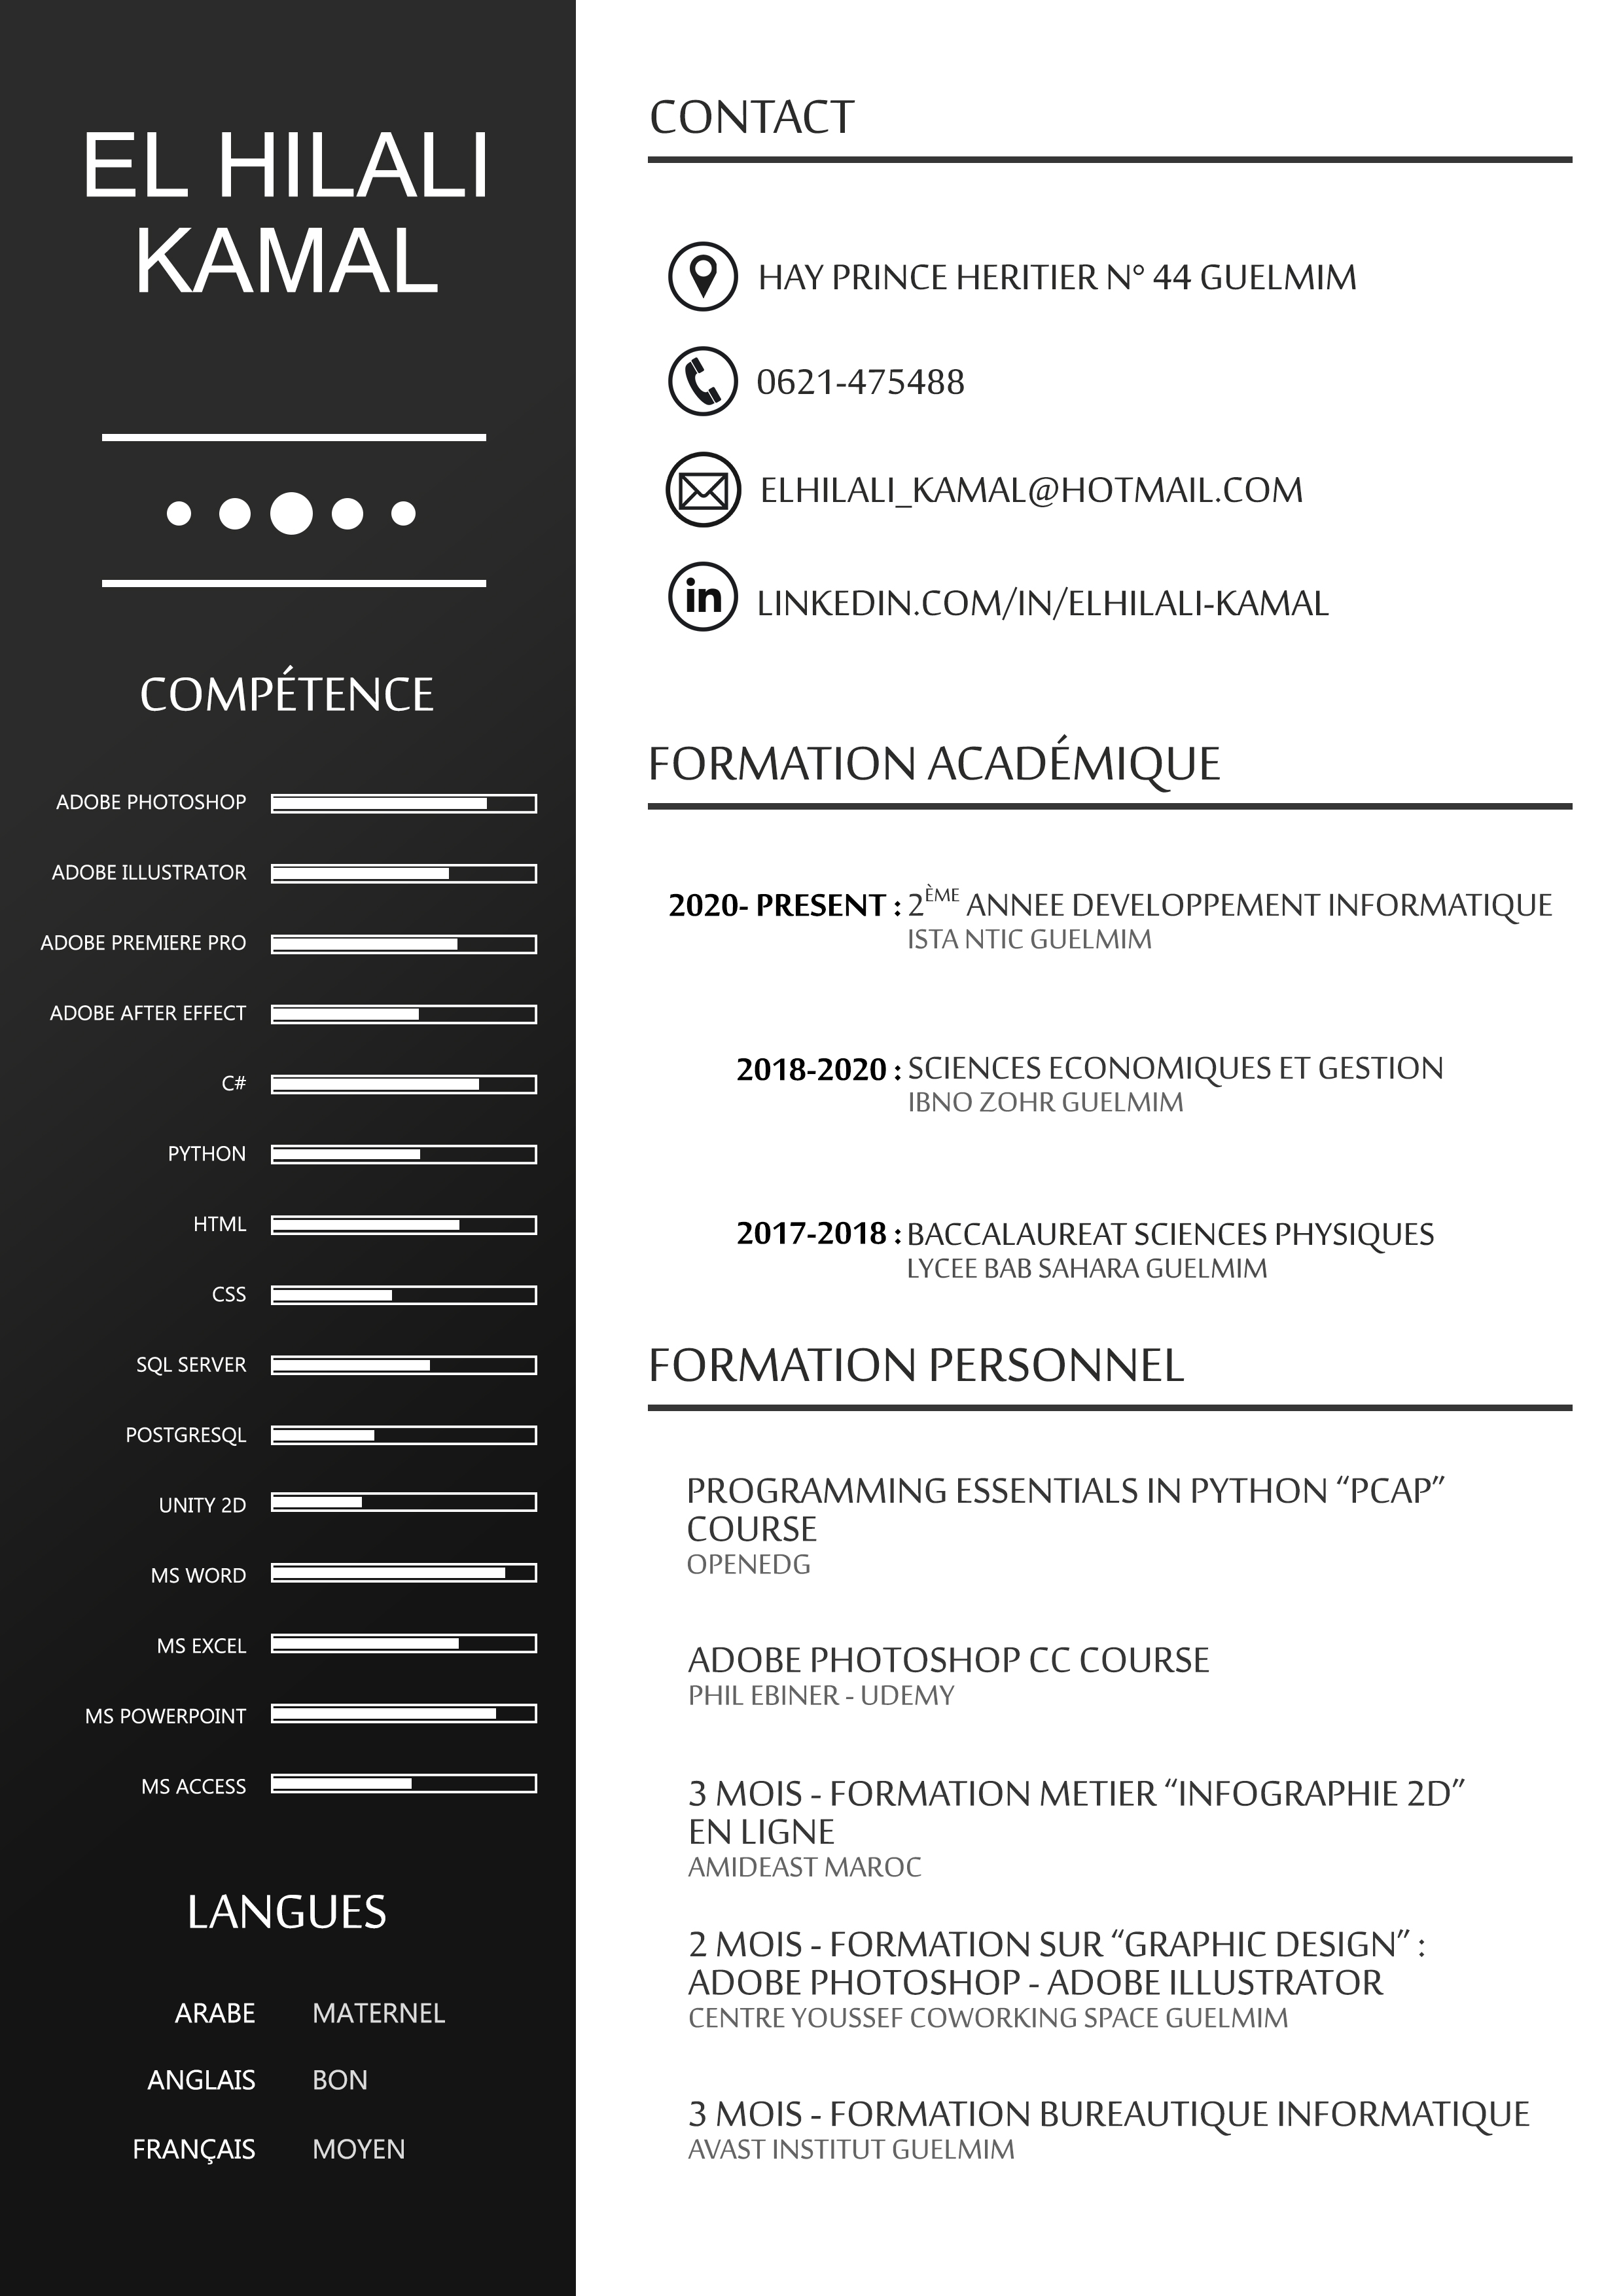 EL HILALI
KAMAL
COMPÉTENCE
ADOBE PHOTOSHOP
ADOBE ILLUSTRATOR
ADOBE PREMIERE PRO
ADOBE AFTER EFFECT
C#
PYTHON
HTML
CSS
SQL SERVER
POSTGRESQL
UNITY 2D
MS WORD
MS EXCEL
MS POWERPOINT
MS ACCESS
LANGUES
ARABE MATERNEL
ANGLAIS BON
FRANÇAIS MOYEN
CONTACT
HAY PRINCE HERITIER N° 44 GUELMIM
0621-475488
ELHILALI_KAMAL@HOTMAIL.COM
in LINKEDIN.COM/IN/ELHILALI-KAMAL
FORMATION ACADÉMIQUE
2020- PRESENT : 2ÈME ANNEE DEVELOPPEMENT INFORMATIQUE
ISTA NTIC GUELMIM
2018-2020 : SCIENCES ECONOMIQUES ET GESTION
IBNO ZOHR GUELMIM
2017-2018 : BACCALAUREAT SCIENCES PHYSIQUES
LYCEE BAB SAHARA GUELMIM
FORMATION PERSONNEL
PROGRAMMING ESSENTIALS IN PYTHON “PCAP”
COURSE
OPENEDG
ADOBE PHOTOSHOP CC COURSE
PHIL EBINER - UDEMY
3 MOIS - FORMATION METIER “INFOGRAPHIE 2D”
EN LIGNE
AMIDEAST MAROC
2 MOIS - FORMATION SUR “GRAPHIC DESIGN” :
ADOBE PHOTOSHOP - ADOBE ILLUSTRATOR
CENTRE YOUSSEF COWORKING SPACE GUELMIM
3 MOIS - FORMATION BUREAUTIQUE INFORMATIQUE
AVAST INSTITUT GUELMIM